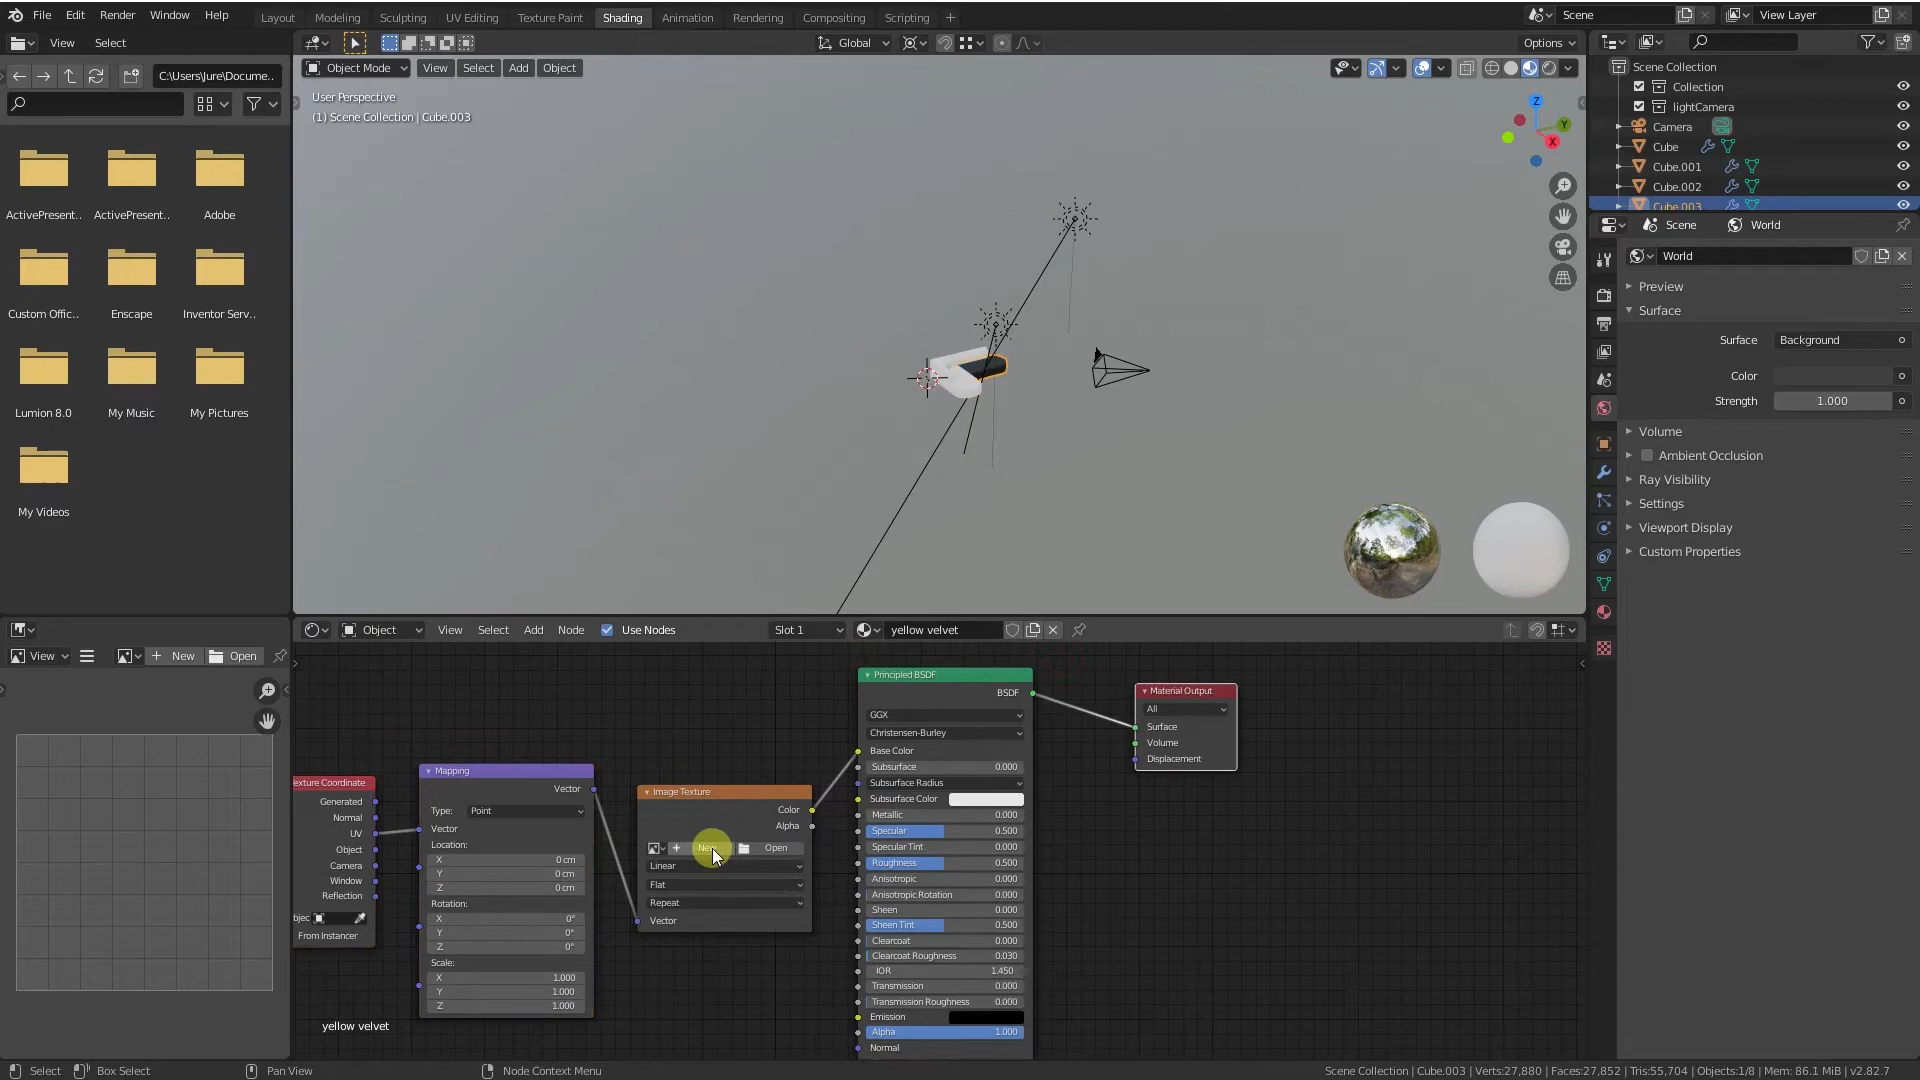 File Edit Render Window Help
Layout Modeling Sculpting UV Editing Texture Paint Shading Animation Rendering Compositing Scripting +
Scene View Layer
View Select
Global Options
C:\Users\Jure\Docume..
Object Mode View Select Add Object
User Perspective
(1) Scene Collection | Cube.003
Z
Y
X
ActivePresent.. ActivePresent.. Adobe
Custom Offic.. Enscape Inventor Serv..
Lumion 8.0 My Music My Pictures
My Videos
Scene Collection
Collection
lightCamera
Camera
Cube
Cube.001
Cube.002
Cube.003
Scene World
World
Preview
Surface
Surface Background
Color
Strength 1.000
Volume
Ambient Occlusion
Ray Visibility
Settings
Viewport Display
Custom Properties
View New Open
Object View Select Add Node Use Nodes Slot 1 yellow velvet
Texture Coordinate
Generated
Normal
UV
Object
Camera
Window
Reflection
From Instancer
Mapping
Vector
Type: Point
Vector
Location:
X 0 cm
Y 0 cm
Z 0 cm
Rotation:
X 0°
Y 0°
Z 0°
Scale:
X 1.000
Y 1.000
Z 1.000
Image Texture
Color
Alpha
New Open
Linear
Flat
Repeat
Vector
Principled BSDF
BSDF
GGX
Christensen-Burley
Base Color
Subsurface 0.000
Subsurface Radius
Subsurface Color
Metallic 0.000
Specular 0.500
Specular Tint 0.000
Roughness 0.500
Anisotropic 0.000
Anisotropic Rotation 0.000
Sheen 0.000
Sheen Tint 0.500
Clearcoat 0.000
Clearcoat Roughness 0.030
IOR 1.450
Transmission 0.000
Transmission Roughness 0.000
Emission
Alpha 1.000
Normal
Material Output
All
Surface
Volume
Displacement
yellow velvet
Select Box Select Pan View Node Context Menu
Scene Collection | Cube.003 | Verts:27,880 | Faces:27,852 | Tris:55,704 | Objects:1/8 | Mem: 86.1 MiB | v2.82.7